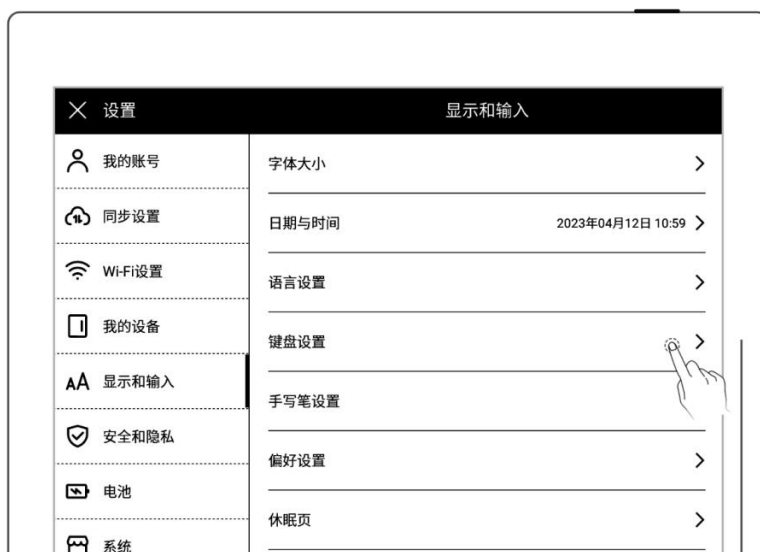 设置
显示和输入
我的账号
同步设置
Wi-Fi设置
我的设备
AA 显示和输入
安全和隐私
电池
系统
字体大小
日期与时间 2023年04月12日 10:59
语言设置
键盘设置
手写笔设置
偏好设置
休眠页